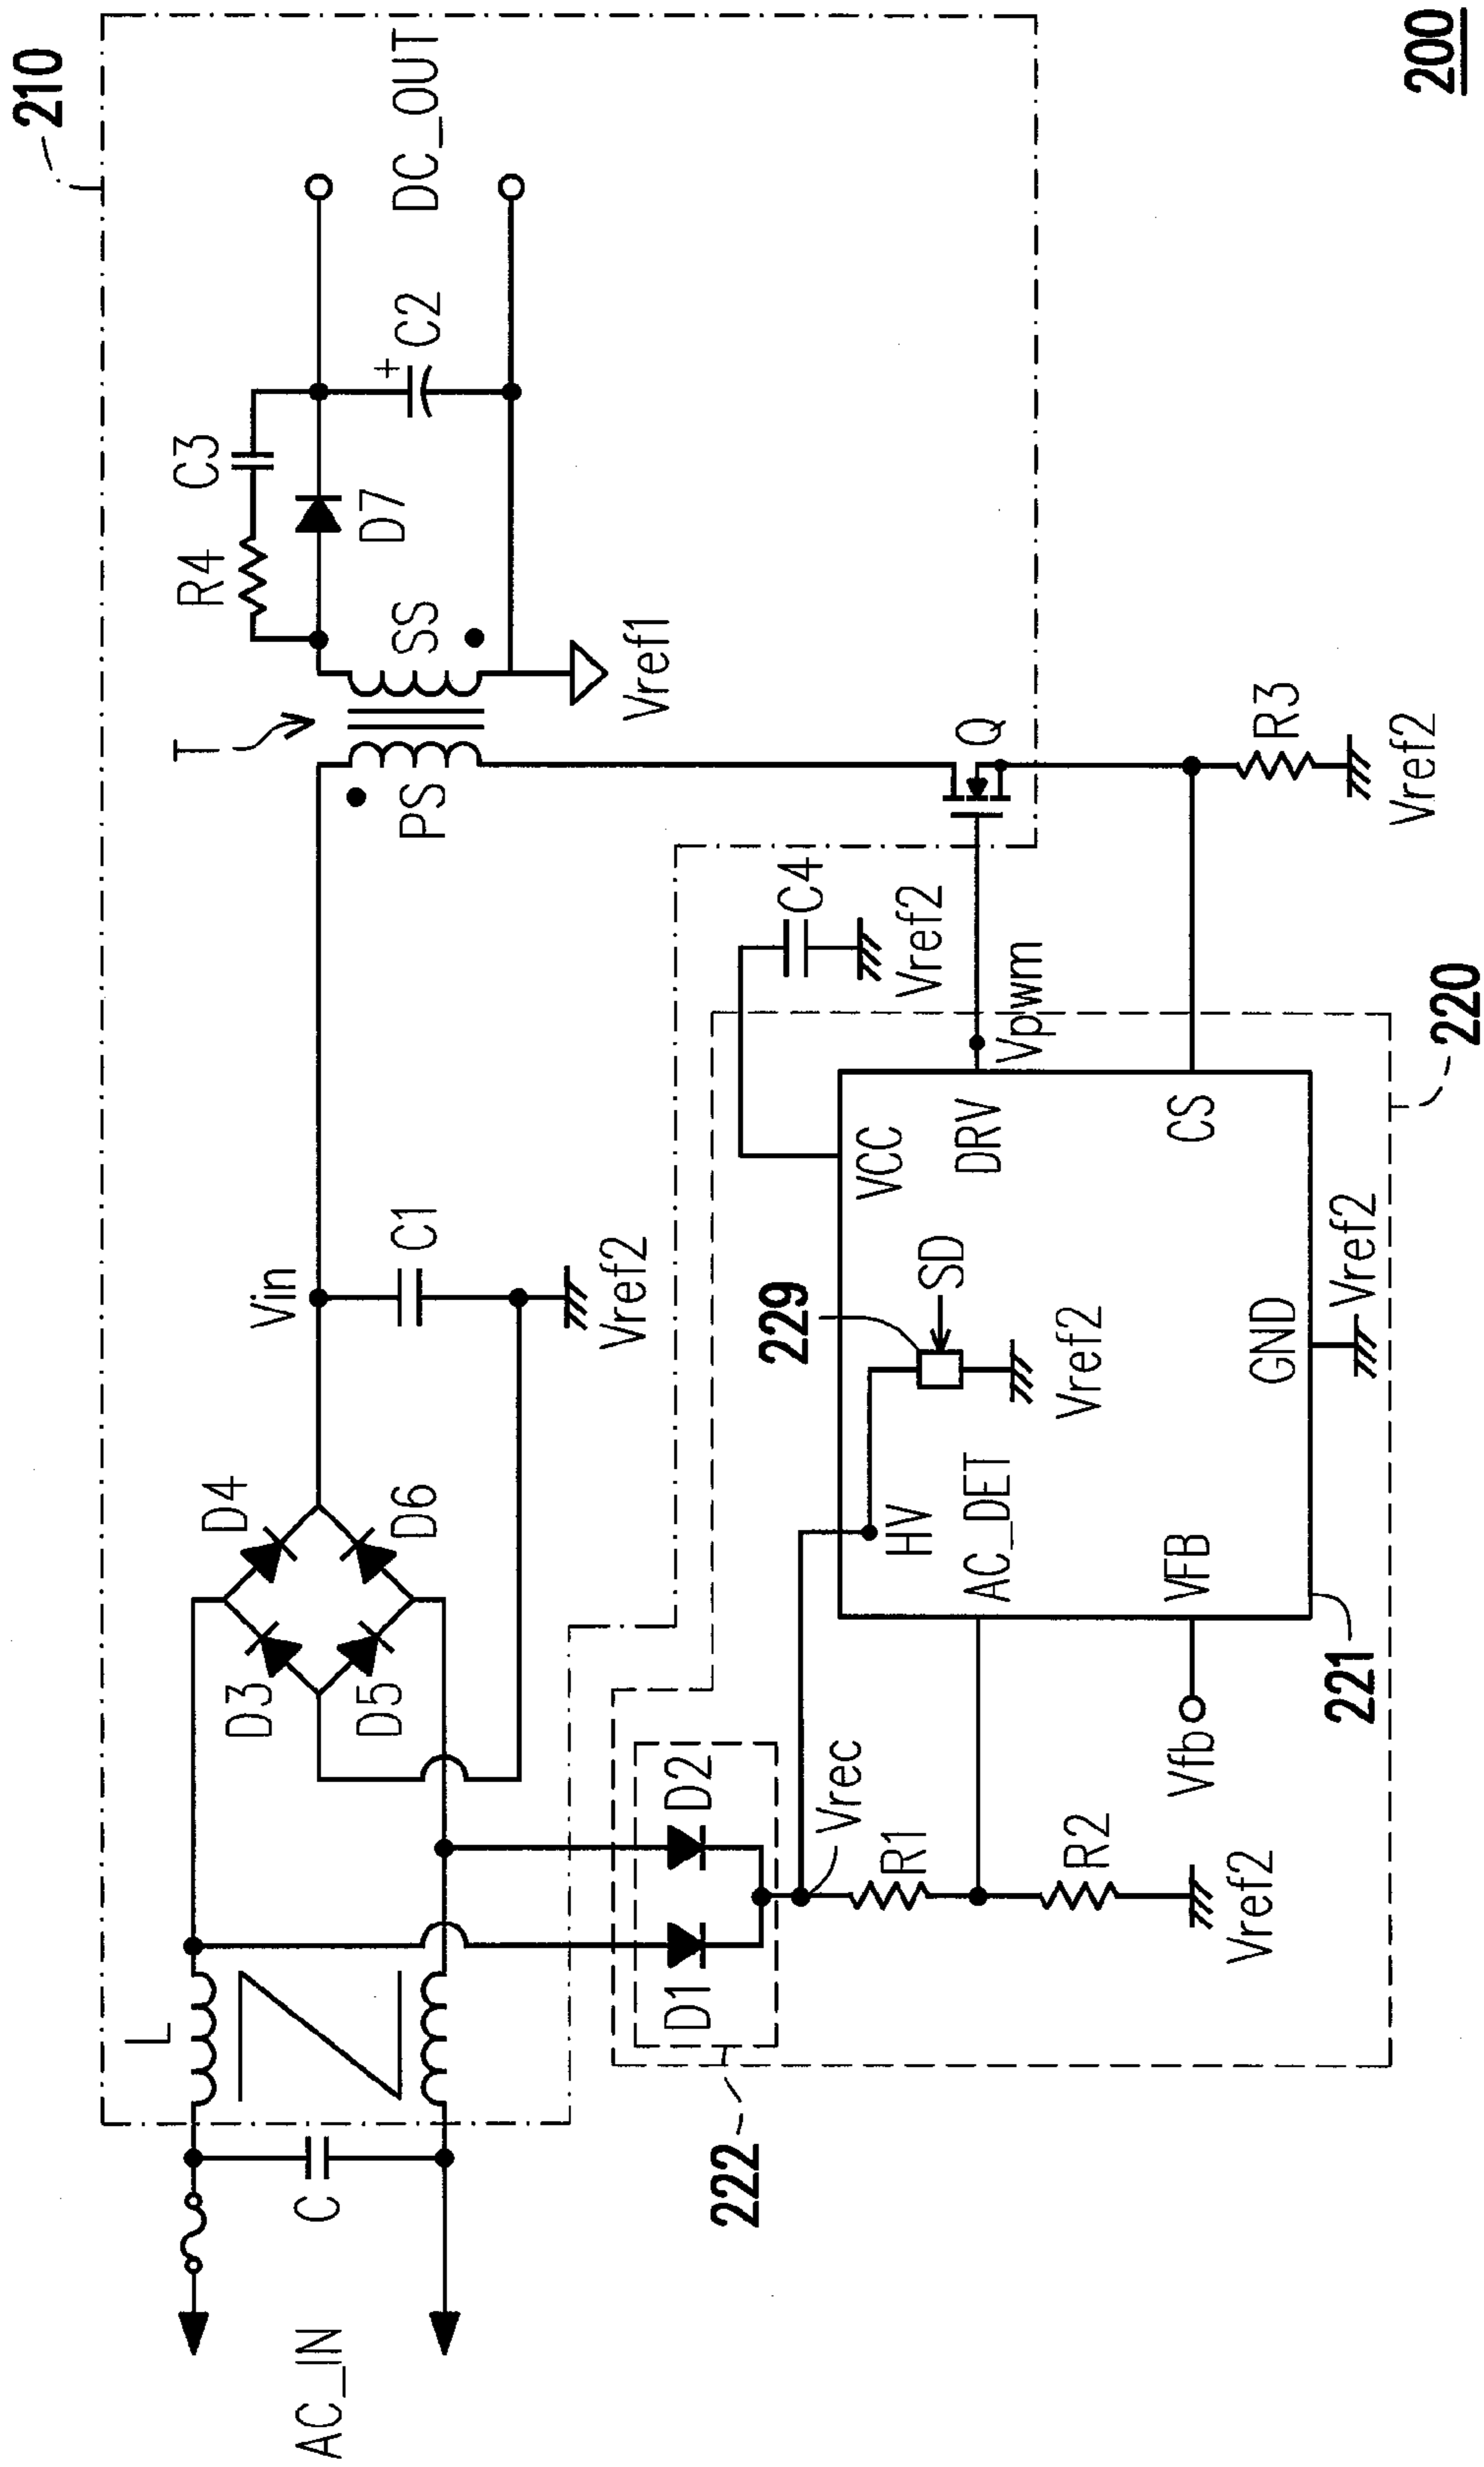 210
T
R4
C3
L
D4
Vin
PS
SS
D7
C2
DC_OUT
D3
D6
C1
AC_IN
C
D5
Vref2
Vref1
222
D1
D2
229
C4
Vrec
HV
VCC
Vref2
SD
R1
AC_DET
DRV
Vpwm
Q
Vref2
R2
Vfb
VFB
CS
R3
Vref2
GND
Vref2
221
Vref2
220
200